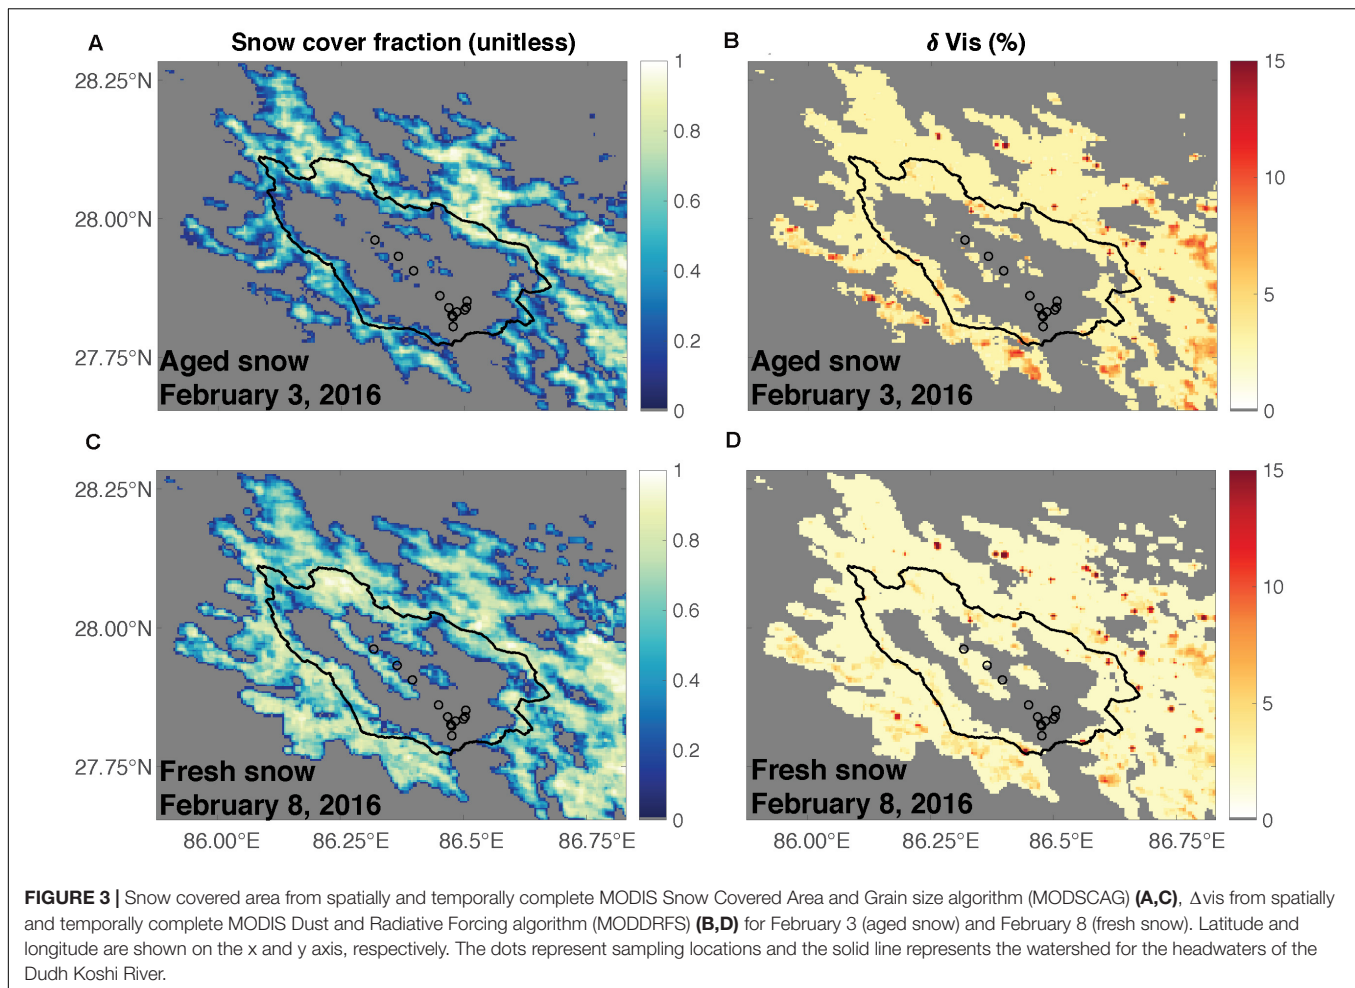 A Snow cover fraction (unitless) B δ Vis (%)
28.25°N
28.00°N
27.75°N
1
0.8
0.6
0.4
0.2
0
15
10
5
0
Aged snow
February 3, 2016
Aged snow
February 3, 2016
C D
28.25°N
28.00°N
27.75°N
1
0.8
0.6
0.4
0.2
0
15
10
5
0
Fresh snow
February 8, 2016
Fresh snow
February 8, 2016
86.00°E 86.25°E 86.5°E 86.75°E 86.00°E 86.25°E 86.5°E 86.75°E
FIGURE 3 | Snow covered area from spatially and temporally complete MODIS Snow Covered Area and Grain size algorithm (MODSCAG) (A,C), Δvis from spatially
and temporally complete MODIS Dust and Radiative Forcing algorithm (MODDRFS) (B,D) for February 3 (aged snow) and February 8 (fresh snow). Latitude and
longitude are shown on the x and y axis, respectively. The dots represent sampling locations and the solid line represents the watershed for the headwaters of the
Dudh Koshi River.